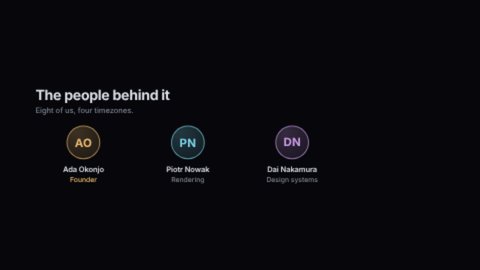 The people behind it
Eight of us, four timezones.
AO
PN
DN
Ada Okonjo
Piotr Nowak
Dai Nakamura
Founder
Rendering
Design systems